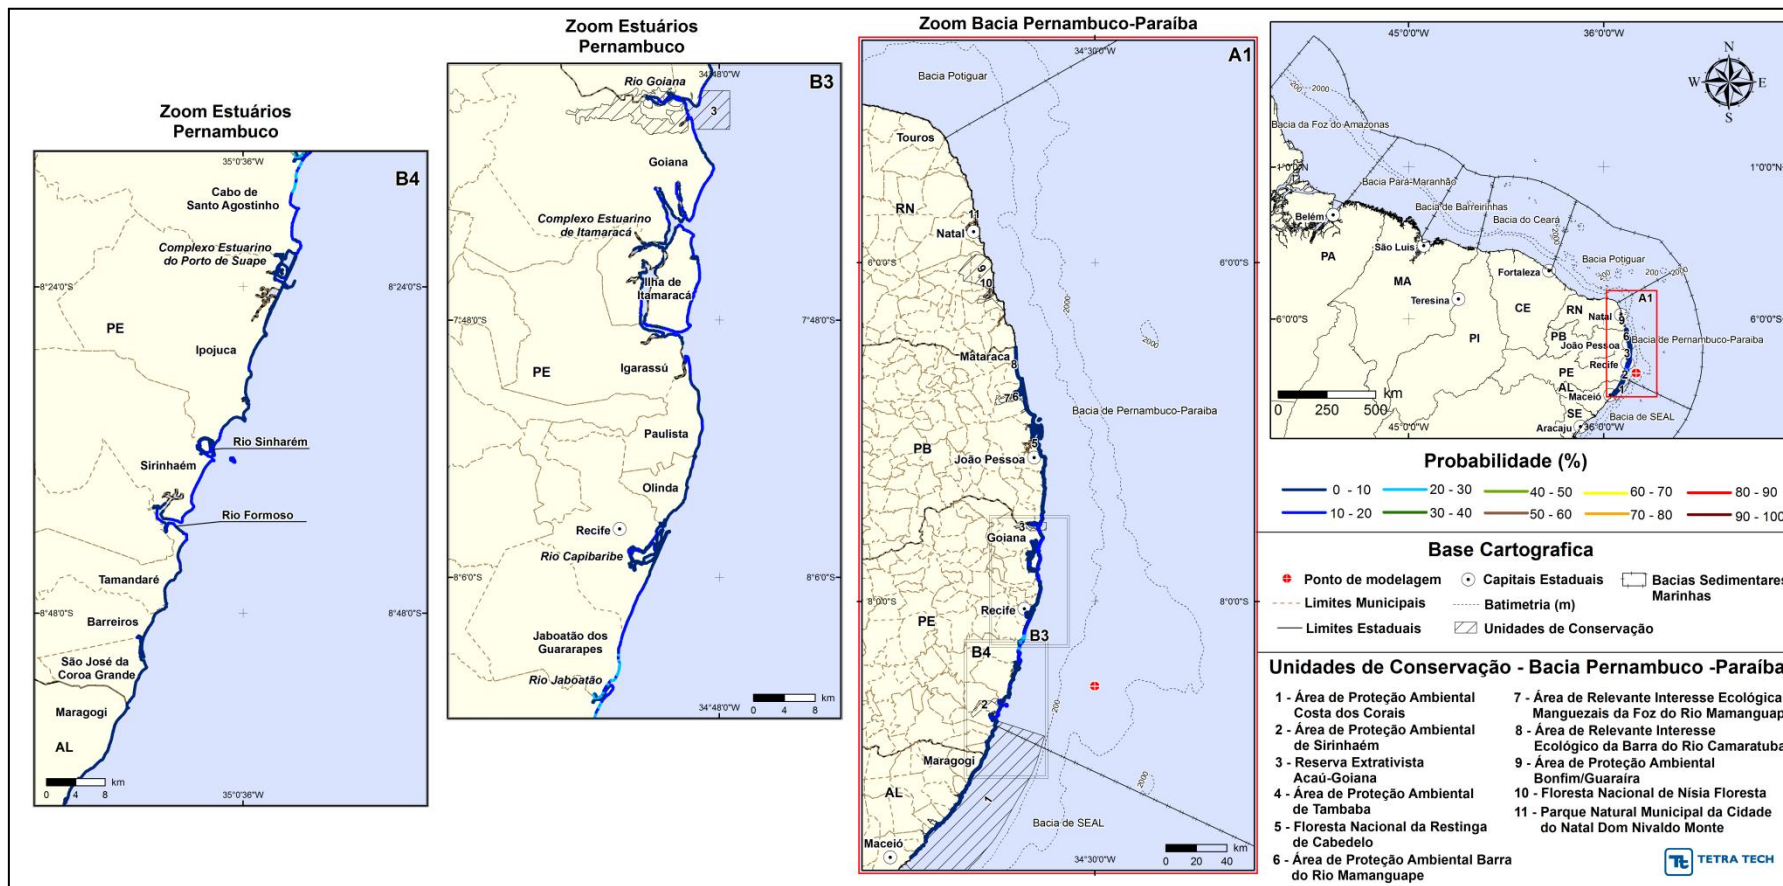 Zoom Estuários
Pernambuco
B4
35°0'36"W
Cabo de
Santo Agostinho
Complexo Estuarino
do Porto de Suape
8°24'0"S
8°24'0"S
PE
Ipojuca
Rio Sinharém
Sirinhaém
Rio Formoso
Tamandaré
8°48'0"S
8°48'0"S
Barreiros
São José da
Coroa Grande
Maragogi
AL
0 4 8 km
35°0'36"W
Zoom Estuários
Pernambuco
B3
34°48'0"W
Rio Goiana
3
Goiana
Complexo Estuarino
de Itamaracá
Ilha de
Itamaracá
7°48'0"S
7°48'0"S
PE
Igarassú
Paulista
Olinda
Recife
Rio Capibaribe
8°6'0"S
8°6'0"S
Jaboatão dos
Guararapes
Rio Jaboatão
0 4 8 km
34°48'0"W
Zoom Bacia Pernambuco-Paraíba
A1
34°30'0"W
Bacia Potiguar
Touros
RN
11
Natal
9
10
6°0'0"S
6°0'0"S
2000
2000
Mataraca
8
7
6
Bacia de Pernambuco-Paraiba
PB
5
João Pessoa
3
Goiana
8°0'0"S
8°0'0"S
Recife
PE
B3
B4
2
200
Maragogi
2000
1
AL
Bacia de SEAL
Maceió
0 20 40 km
34°30'0"W
45°0'0"W
36°0'0"W
N
W
E
S
200
2000
Bacia da Foz do Amazonas
1°0'0"N
1°0'0"N
Bacia Pará-Maranhão
Bacia de Barreirinhas
Belém
Bacia do Ceará
São Luis
2000
Bacia Potiguar
PA
Fortaleza
200
200
2000
MA
A1
Teresina
CE
RN
Natal
9
6°0'0"S
6°0'0"S
PI
PB
6
Bacia de Pernambuco-Paraiba
João Pessoa
3
Recife
PE
2
AL
1
Maceió
0 250 500 km
SE
Bacia de SEAL
Aracaju
45°0'0"W
36°0'0"W
Probabilidade (%)
0 - 10
20 - 30
40 - 50
60 - 70
80 - 90
10 - 20
30 - 40
50 - 60
70 - 80
90 - 100
Base Cartografica
Ponto de modelagem
Capitais Estaduais
Bacias Sedimentares
Marinhas
Limites Municipais
Batimetria (m)
Limites Estaduais
Unidades de Conservação
Unidades de Conservação - Bacia Pernambuco -Paraíba
1 - Área de Proteção Ambiental
Costa dos Corais
2 - Área de Proteção Ambiental
de Sirinhaém
3 - Reserva Extrativista
Acaú-Goiana
4 - Área de Proteção Ambiental
de Tambaba
5 - Floresta Nacional da Restinga
de Cabedelo
6 - Área de Proteção Ambiental Barra
do Rio Mamanguape
7 - Área de Relevante Interesse Ecológica
Manguezais da Foz do Rio Mamanguap
8 - Área de Relevante Interesse
Ecológico da Barra do Rio Camaratuba
9 - Área de Proteção Ambiental
Bonfim/Guaraíra
10 - Floresta Nacional de Nísia Floresta
11 - Parque Natural Municipal da Cidade
do Natal Dom Nivaldo Monte
Tt TETRA TECH